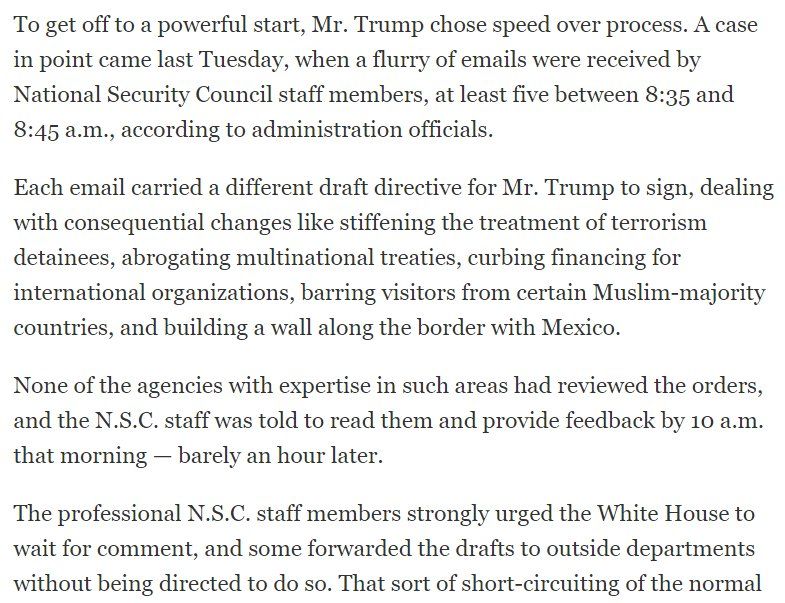 To get off to a powerful start, Mr. Trump chose speed over process. A case
in point came last Tuesday, when a flurry of emails were received by
National Security Council staff members, at least five between 8:35 and
8:45 a.m., according to administration officials.
Each email carried a different draft directive for Mr. Trump to sign, dealing
with consequential changes like stiffening the treatment of terrorism
detainees, abrogating multinational treaties, curbing financing for
international organizations, barring visitors from certain Muslim-majority
countries, and building a wall along the border with Mexico.
None of the agencies with expertise in such areas had reviewed the orders,
and the N.S.C. staff was told to read them and provide feedback by 10 a.m.
that morning — barely an hour later.
The professional N.S.C. staff members strongly urged the White House to
wait for comment, and some forwarded the drafts to outside departments
without being directed to do so. That sort of short-circuiting of the normal